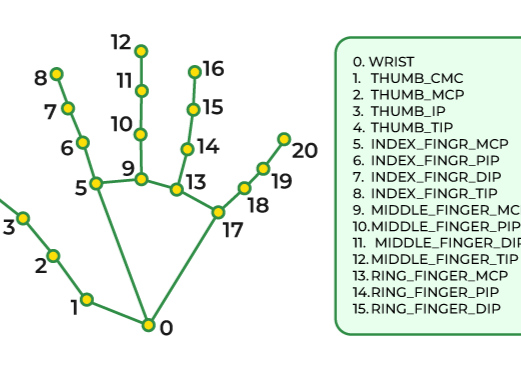 12
8
16
11
7
15
10
6
14
20
9
5
13
19
18
3
17
2
1
0
0. WRIST
1. THUMB_CMC
2. THUMB_MCP
3. THUMB_IP
4. THUMB_TIP
5. INDEX_FINGR_MCP
6. INDEX_FINGR_PIP
7. INDEX_FINGR_DIP
8. INDEX_FINGR_TIP
9. MIDDLE_FINGER_MC
10. MIDDLE_FINGER_PIP
11. MIDDLE_FINGER_DIP
12. MIDDLE_FINGER_TIP
13. RING_FINGER_MCP
14. RING_FINGER_PIP
15. RING_FINGER_DIP